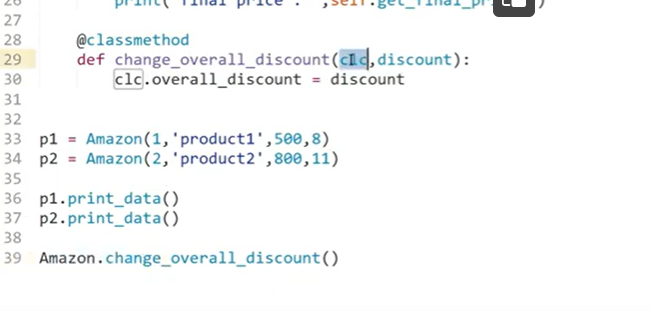 26 print("final price : ",self.get_final_pr )
27
28 @classmethod
29 def change_overall_discount(clc,discount):
30 clc.overall_discount = discount
31
32
33 p1 = Amazon(1,'product1',500,8)
34 p2 = Amazon(2,'product2',800,11)
35
36 p1.print_data()
37 p2.print_data()
38
39 Amazon.change_overall_discount()